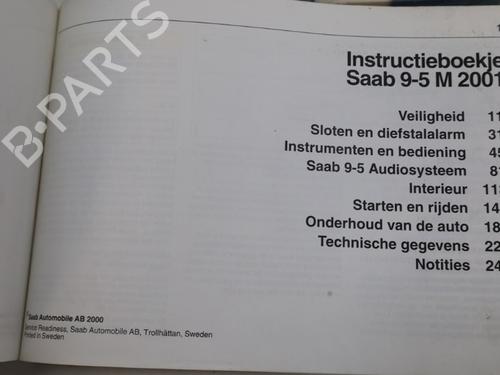 B-PARTS
1
Instructieboekje
Saab 9-5 M 2001
Veiligheid 11
Sloten en diefstalalarm 31
Instrumenten en bediening 45
Saab 9-5 Audiosysteem 81
Interieur 11
Starten en rijden 14
Onderhoud van de auto 18
Technische gegevens 22
Notities 24
Saab Automobile AB 2000
Service Readiness, Saab Automobile AB, Trollhättan, Sweden
Printed in Sweden